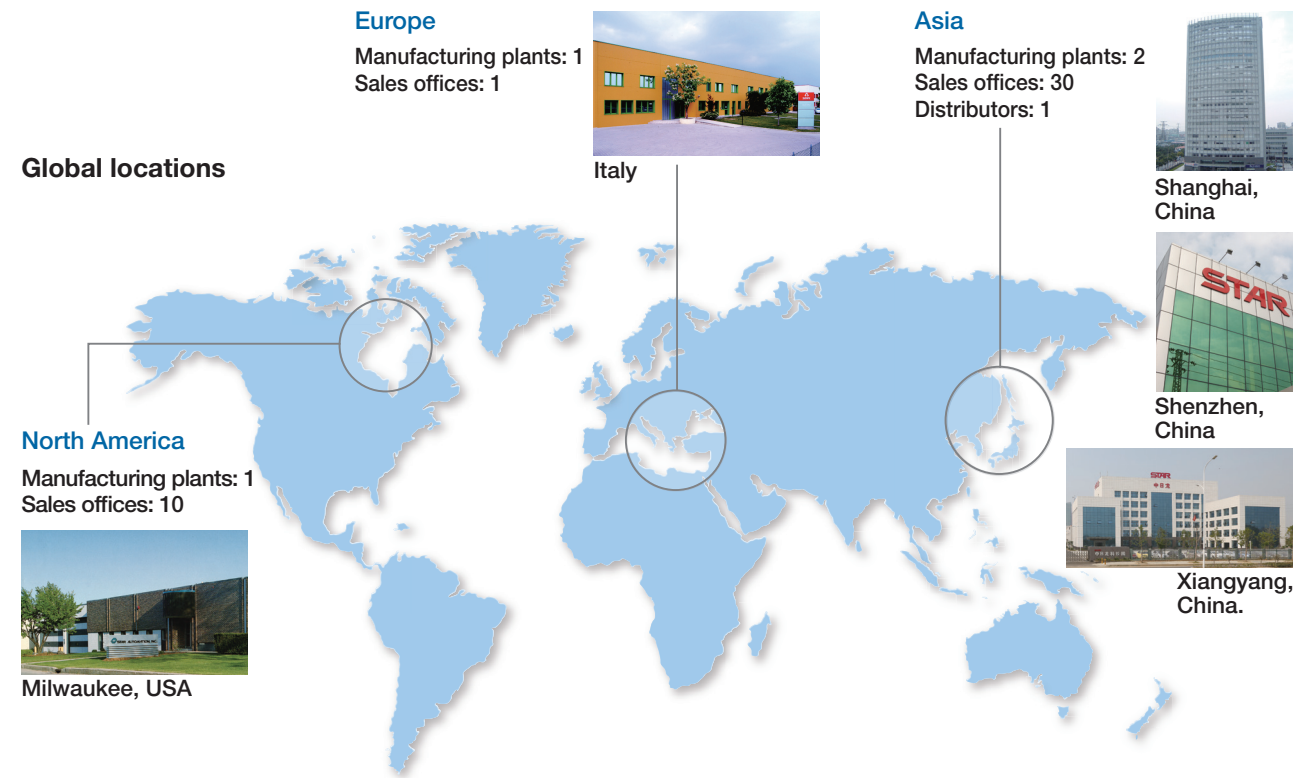 Europe
Manufacturing plants: 1
Sales offices: 1
Asia
Manufacturing plants: 2
Sales offices: 30
Distributors: 1
Global locations
Italy
Shanghai,
China
STAR
Shenzhen,
China
North America
Manufacturing plants: 1
Sales offices: 10
STAR
Xiangyang,
China.
Milwaukee, USA